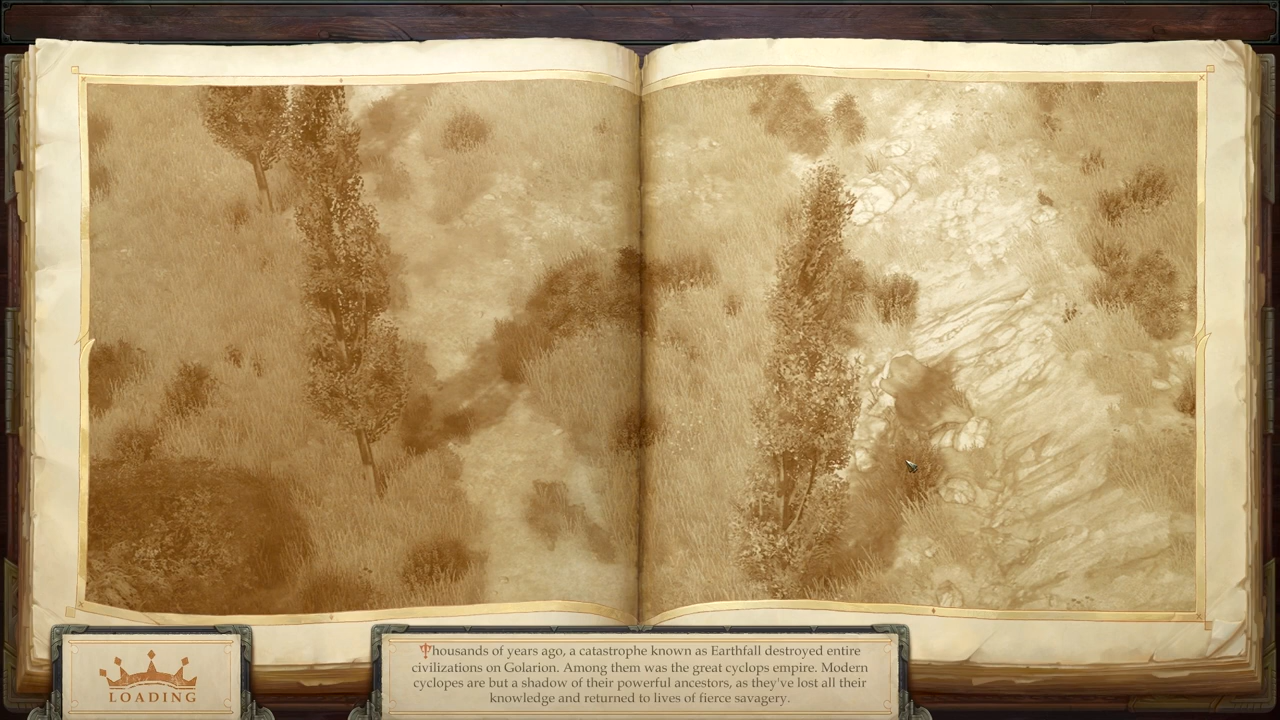 LOADING
Thousands of years ago, a catastrophe known as Earthfall destroyed entire
civilizations on Golarion. Among them was the great cyclops empire. Modern
cyclopes are but a shadow of their powerful ancestors, as they've lost all their
knowledge and returned to lives of fierce savagery.